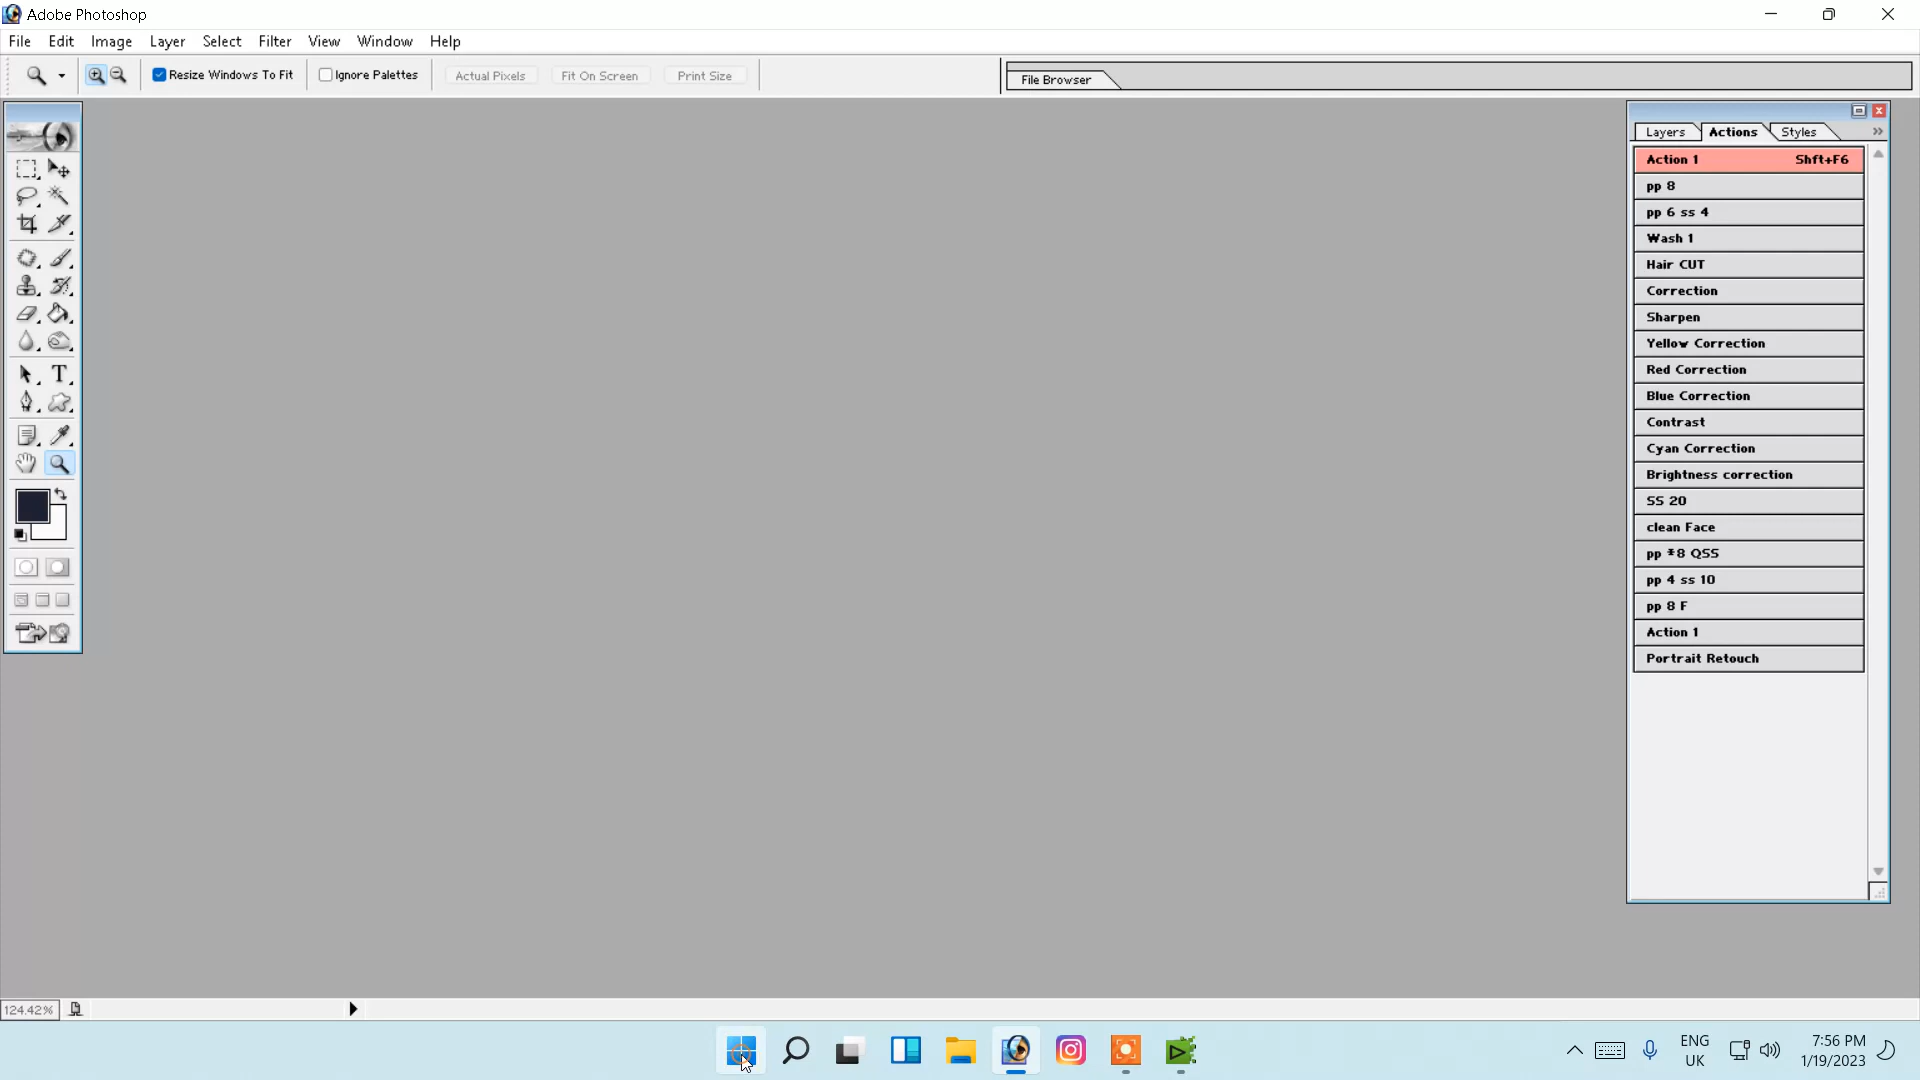 Adobe Photoshop
File Edit Image Layer Select Filter View Window Help
Resize Windows To Fit Ignore Palettes Actual Pixels Fit On Screen Print Size File Browser
Layers Actions Styles
Action 1 Shft+F6
pp 8
pp 6 ss 4
Wash 1
Hair CUT
Correction
Sharpen
Yellow Correction
Red Correction
Blue Correction
Contrast
Cyan Correction
Brightness correction
SS 20
clean Face
pp *8 QSS
pp 4 ss 10
pp 8 F
Action 1
Portrait Retouch
T
124.42%
ENG
UK
7:56 PM
1/19/2023